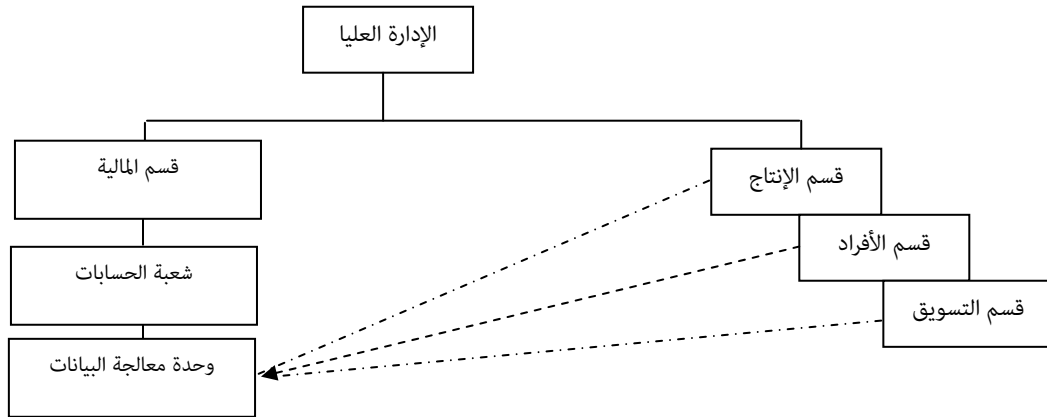 الإدارة العليا
قسم المالية
قسم الإنتاج
قسم الأفراد
شعبة الحسابات
قسم التسويق
وحدة معالجة البيانات